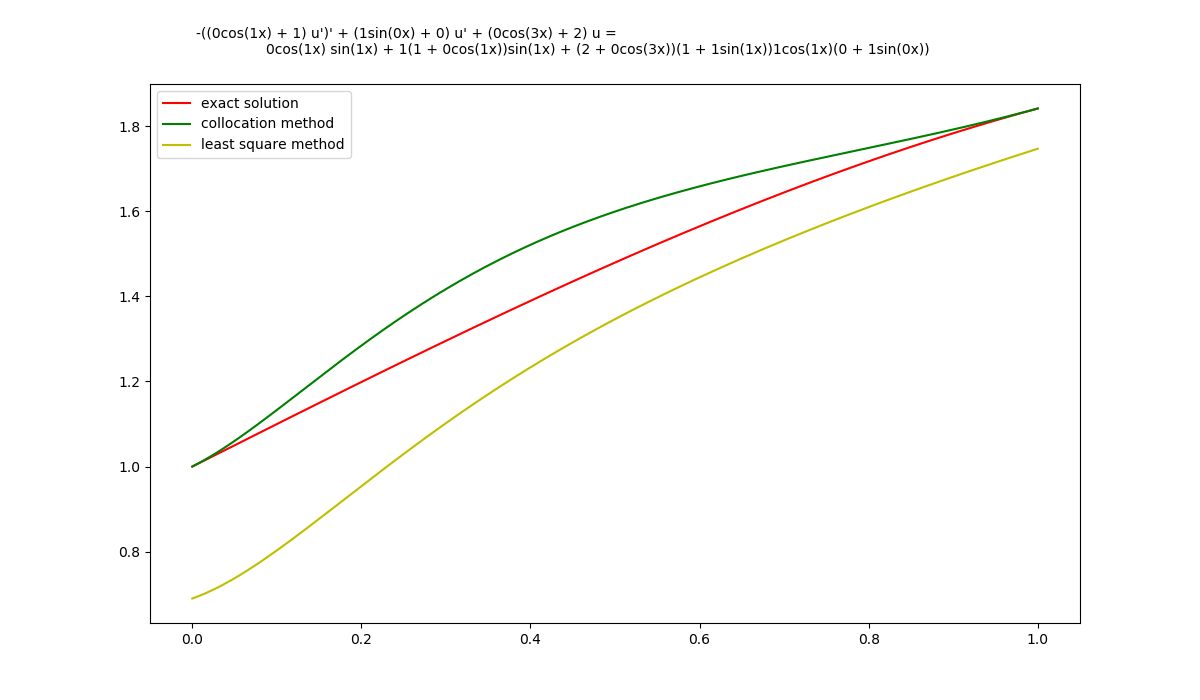 -((0cos(1x) + 1) u')' + (1sin(0x) + 0) u' + (0cos(3x) + 2) u =
0cos(1x) sin(1x) + 1(1 + 0cos(1x))sin(1x) + (2 + 0cos(3x))(1 + 1sin(1x))1cos(1x)(0 + 1sin(0x))
exact solution
collocation method
least square method
1.8
1.6
1.4
1.2
1.0
0.8
0.0 0.2 0.4 0.6 0.8 1.0